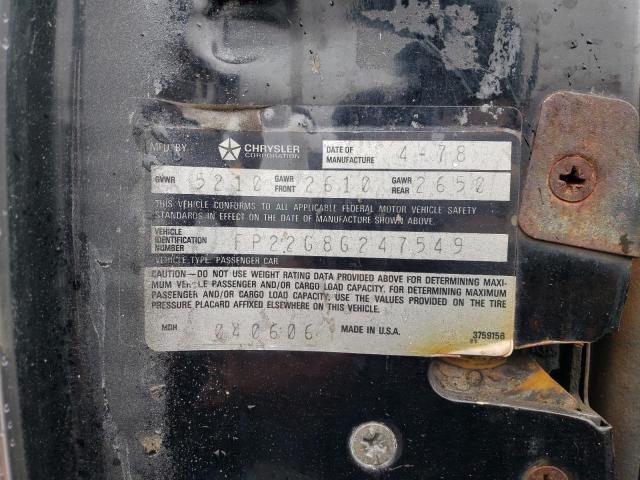 MFD. BY CHRYSLER CORPORATION DATE OF MANUFACTURE 4-78
GVWR 5210 GAWR FRONT 2610 GAWR REAR 2650
THIS VEHICLE CONFORMS TO ALL APPLICABLE FEDERAL MOTOR VEHICLE SAFETY
STANDARDS IN EFFECT ON THE DATE OF MANUFACTURE SHOWN ABOVE.
VEHICLE IDENTIFICATION NUMBER FP22G8G247549
VEHICLE TYPE: PASSENGER CAR
CAUTION—DO NOT USE WEIGHT RATING DATA PROVIDED ABOVE FOR DETERMINING MAXI-
MUM VEHICLE PASSENGER AND/OR CARGO LOAD CAPACITY. FOR DETERMINING MAXIMUM
PASSENGER AND/OR CARGO LOAD CAPACITY, USE THE VALUES PROVIDED ON THE TIRE
PRESSURE PLACARD AFFIXED ELSEWHERE ON THIS VEHICLE.
MDH 040606 MADE IN U.S.A. 3759156